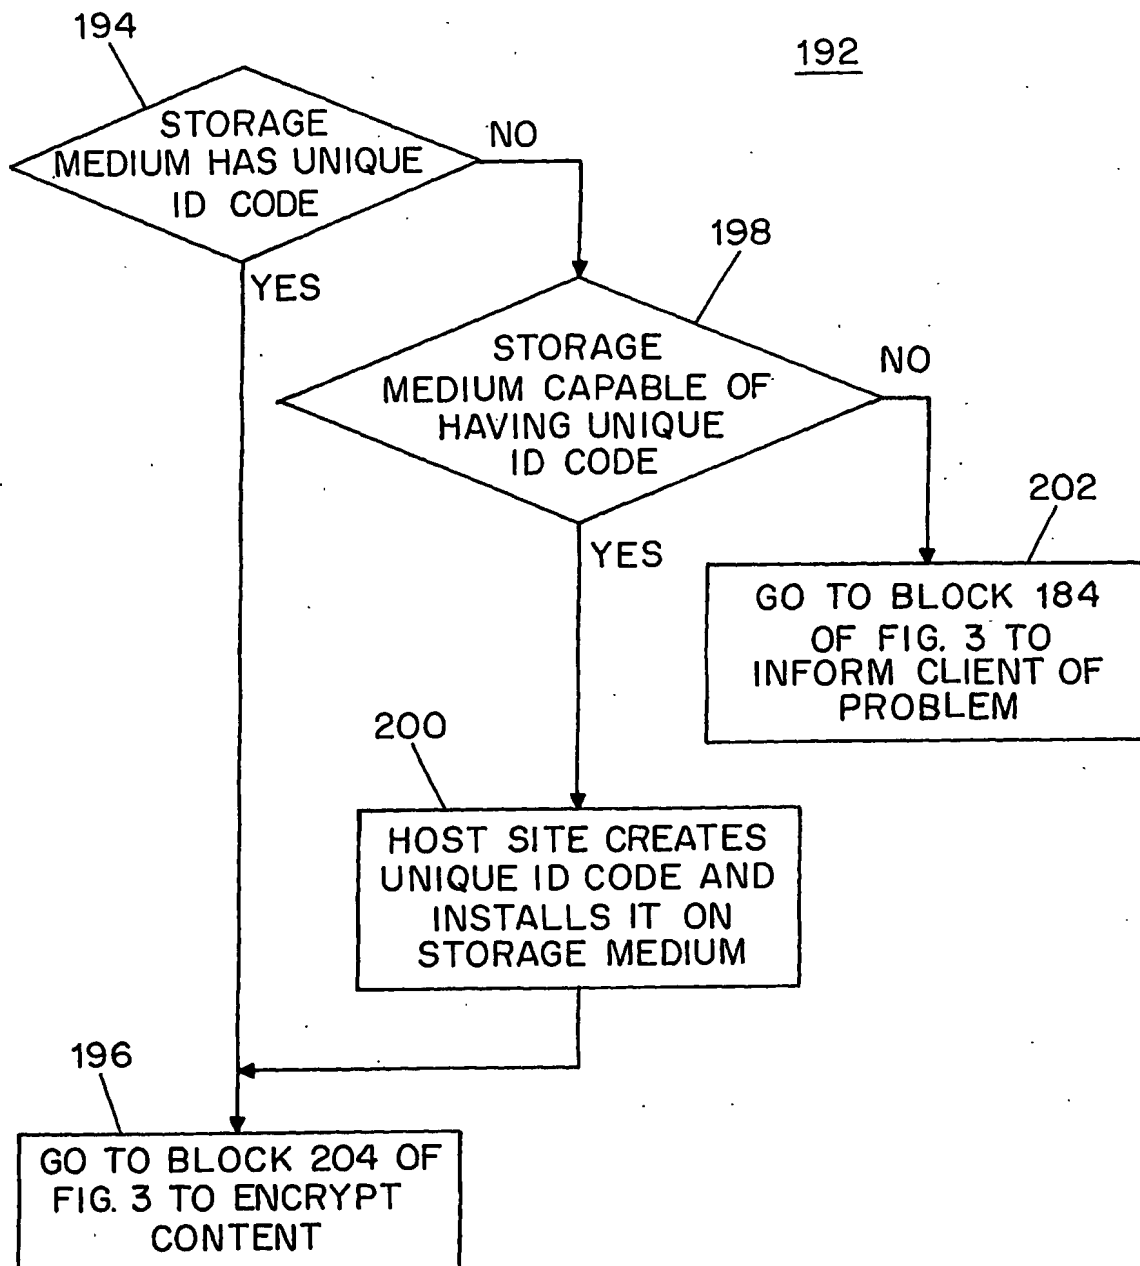 194
192
STORAGE
MEDIUM HAS UNIQUE
ID CODE
NO
YES
198
STORAGE
MEDIUM CAPABLE OF
HAVING UNIQUE
ID CODE
NO
YES
202
GO TO BLOCK 184
OF FIG. 3 TO
INFORM CLIENT OF
PROBLEM
200
HOST SITE CREATES
UNIQUE ID CODE AND
INSTALLS IT ON
STORAGE MEDIUM
196
GO TO BLOCK 204 OF
FIG. 3 TO ENCRYPT
CONTENT